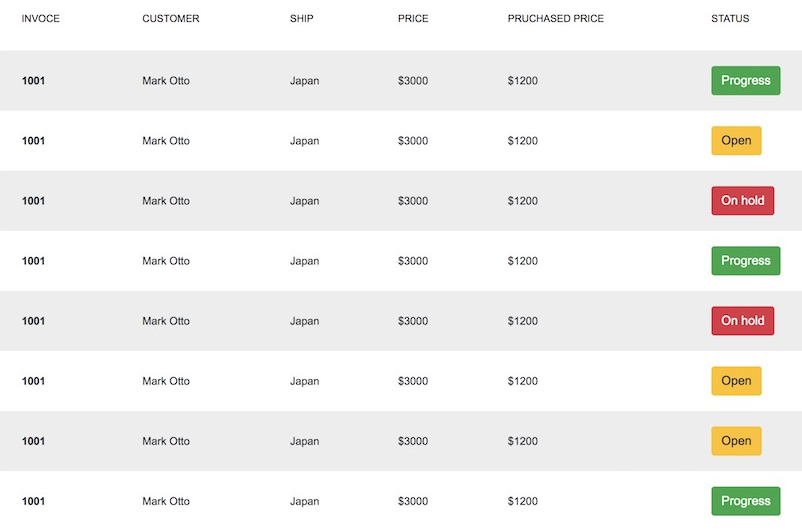 INVOCE CUSTOMER SHIP PRICE PRUCHASED PRICE STATUS
1001 Mark Otto Japan $3000 $1200 Progress
1001 Mark Otto Japan $3000 $1200 Open
1001 Mark Otto Japan $3000 $1200 On hold
1001 Mark Otto Japan $3000 $1200 Progress
1001 Mark Otto Japan $3000 $1200 On hold
1001 Mark Otto Japan $3000 $1200 Open
1001 Mark Otto Japan $3000 $1200 Open
1001 Mark Otto Japan $3000 $1200 Progress